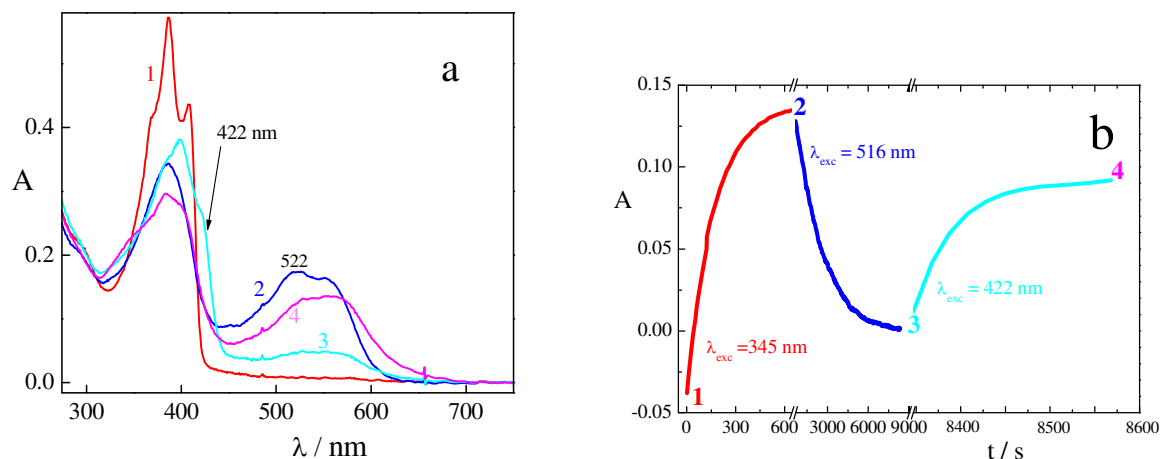 a
1
422 nm
522
2
4
3
A
0.4
0.2
0.0
300 400 500 600 700
λ / nm
b
0.15
0.10
0.05
0.00
-0.05
A
2
λexc = 516 nm
4
λexc = 422 nm
3
λexc =345 nm
1
0 300 600 3000 6000 9000 8400 8500 8600
t / s